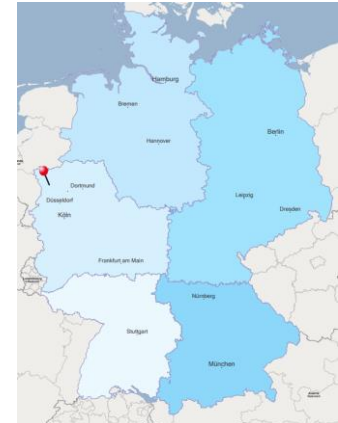 Hamburg
Bremen
Hannover
Berlin
Dortmund
Düsseldorf
Köln
Leipzig
Dresden
Frankfurt am Main
Nürnberg
Stuttgart
München